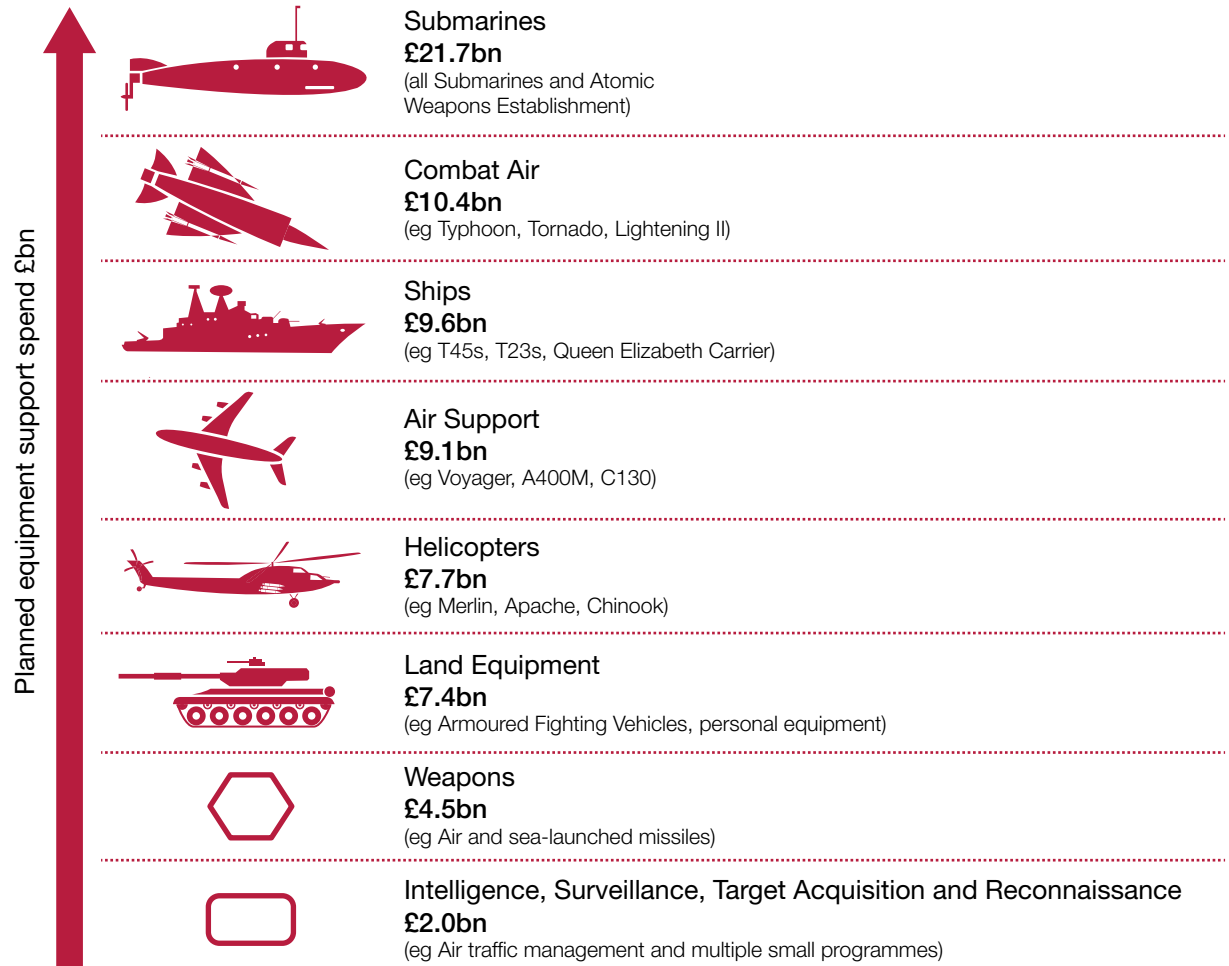 Planned equipment support spend £bn
Submarines
£21.7bn
(all Submarines and Atomic
Weapons Establishment)
Combat Air
£10.4bn
(eg Typhoon, Tornado, Lightening II)
Ships
£9.6bn
(eg T45s, T23s, Queen Elizabeth Carrier)
Air Support
£9.1bn
(eg Voyager, A400M, C130)
Helicopters
£7.7bn
(eg Merlin, Apache, Chinook)
Land Equipment
£7.4bn
(eg Armoured Fighting Vehicles, personal equipment)
Weapons
£4.5bn
(eg Air and sea-launched missiles)
Intelligence, Surveillance, Target Acquisition and Reconnaissance
£2.0bn
(eg Air traffic management and multiple small programmes)